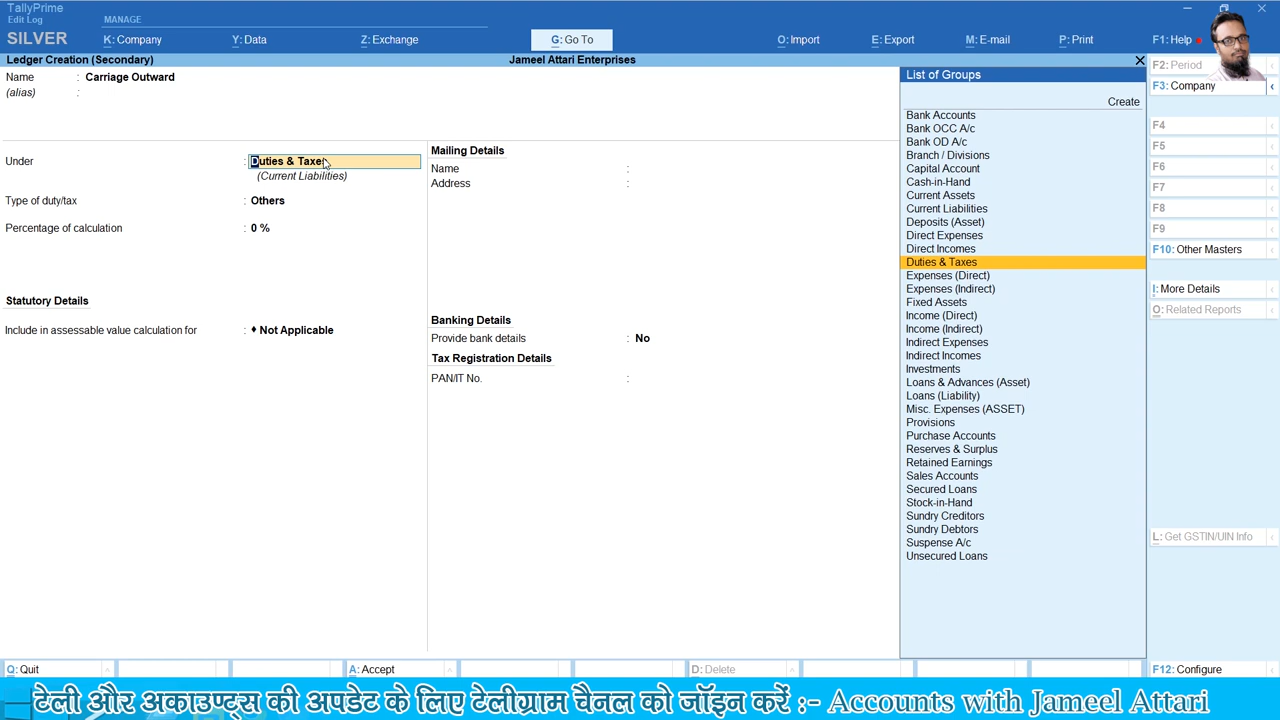 TallyPrime
Edit Log
SILVER
MANAGE
K: Company
Y: Data
Z: Exchange
G: Go To
O: Import
E: Export
M: E-mail
P: Print
F1: Help
Ledger Creation (Secondary)
Jameel Attari Enterprises
Name : Carriage Outward
(alias) :
Under : Duties & Taxes
(Current Liabilities)
Type of duty/tax : Others
Percentage of calculation : 0 %
Statutory Details
Include in assessable value calculation for : ♦ Not Applicable
Mailing Details
Name :
Address :
Banking Details
Provide bank details : No
Tax Registration Details
PAN/IT No. :
List of Groups
Create
Bank Accounts
Bank OCC A/c
Bank OD A/c
Branch / Divisions
Capital Account
Cash-in-Hand
Current Assets
Current Liabilities
Deposits (Asset)
Direct Expenses
Direct Incomes
Duties & Taxes
Expenses (Direct)
Expenses (Indirect)
Fixed Assets
Income (Direct)
Income (Indirect)
Indirect Expenses
Indirect Incomes
Investments
Loans & Advances (Asset)
Loans (Liability)
Misc. Expenses (ASSET)
Provisions
Purchase Accounts
Reserves & Surplus
Retained Earnings
Sales Accounts
Secured Loans
Stock-in-Hand
Sundry Creditors
Sundry Debtors
Suspense A/c
Unsecured Loans
F2: Period
F3: Company
F4
F5
F6
F7
F8
F9
F10: Other Masters
I: More Details
O: Related Reports
L: Get GSTIN/UIN Info
Q: Quit
A: Accept
D: Delete
F12: Configure
टेली और अकाउण्ट्स की अपडेट के लिए टेलीग्राम चैनल को जॉइन करें :- Accounts with Jameel Attari